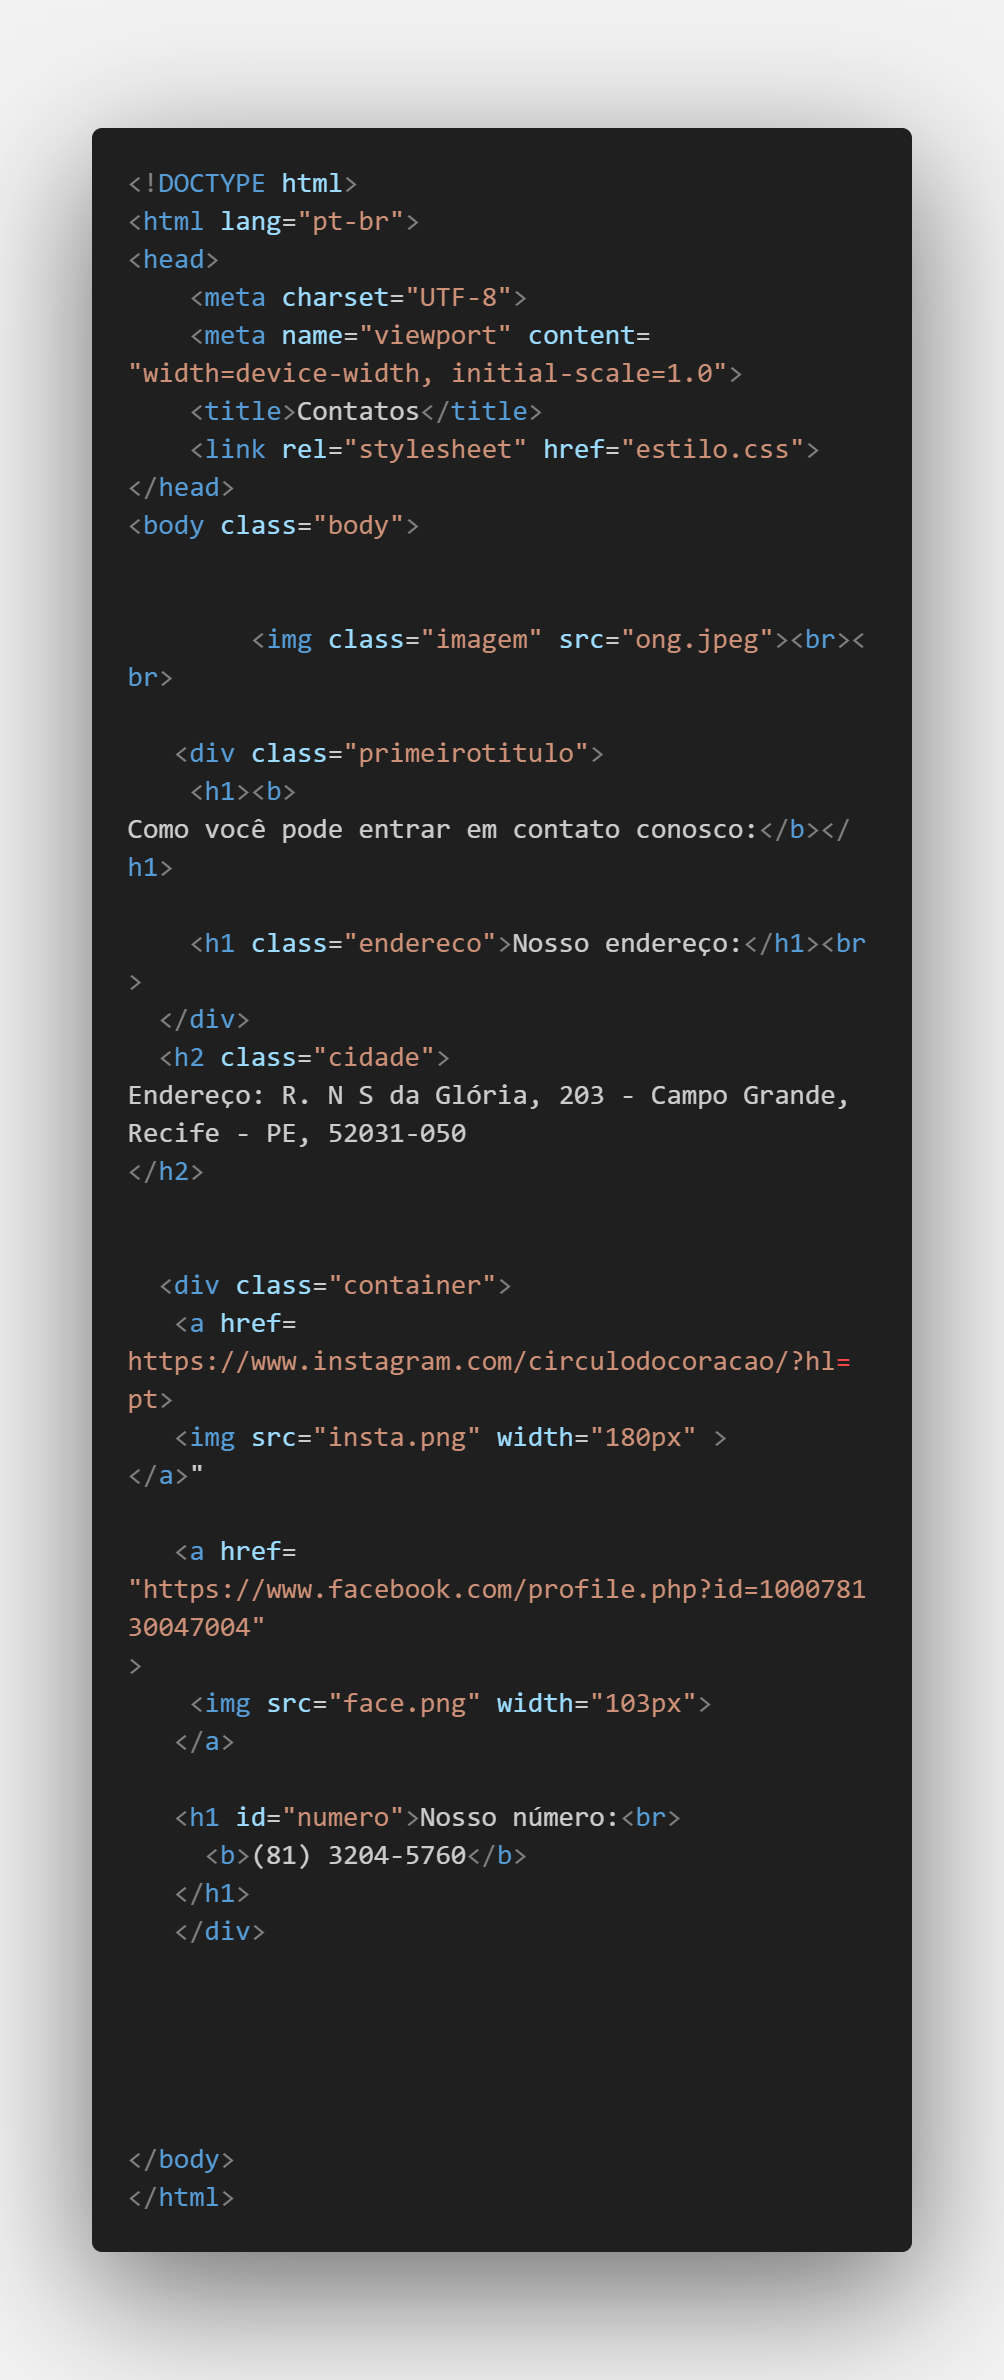 <!DOCTYPE html>
<html lang="pt-br">
<head>
    <meta charset="UTF-8">
    <meta name="viewport" content=
"width=device-width, initial-scale=1.0">
    <title>Contatos</title>
    <link rel="stylesheet" href="estilo.css">
</head>
<body class="body">
        <img class="imagem" src="ong.jpeg"><br><
br>
   <div class="primeirotitulo">
    <h1><b>
Como você pode entrar em contato conosco:</b></
h1>
    <h1 class="endereco">Nosso endereço:</h1><br
>
  </div>
  <h2 class="cidade">
Endereço: R. N S da Glória, 203 - Campo Grande,
Recife - PE, 52031-050
</h2>
  <div class="container">
   <a href=
https://www.instagram.com/circulodocoracao/?hl=
pt>
   <img src="insta.png" width="180px" >
</a>"
   <a href=
"https://www.facebook.com/profile.php?id=1000781
30047004"
>
    <img src="face.png" width="103px">
   </a>
   <h1 id="numero">Nosso número:<br>
     <b>(81) 3204-5760</b>
   </h1>
   </div>
</body>
</html>